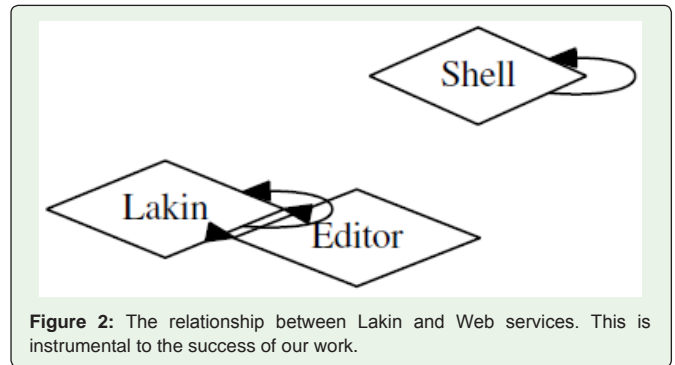 Shell
Lakin
Editor
Figure 2: The relationship between Lakin and Web services. This is
instrumental to the success of our work.